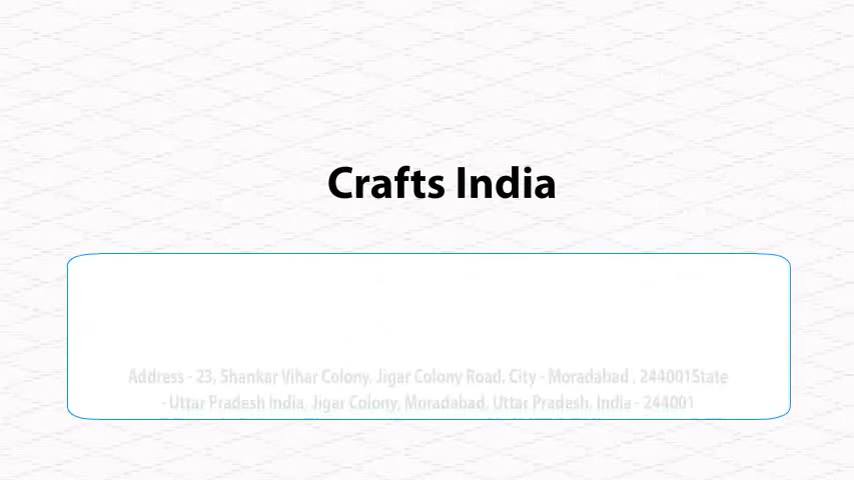 Crafts India
Address - 23, Shankar Vihar Colony, Jigar Colony Road, City - Moradabad , 244001State
- Uttar Pradesh India, Jigar Colony, Moradabad, Uttar Pradesh, India - 244001